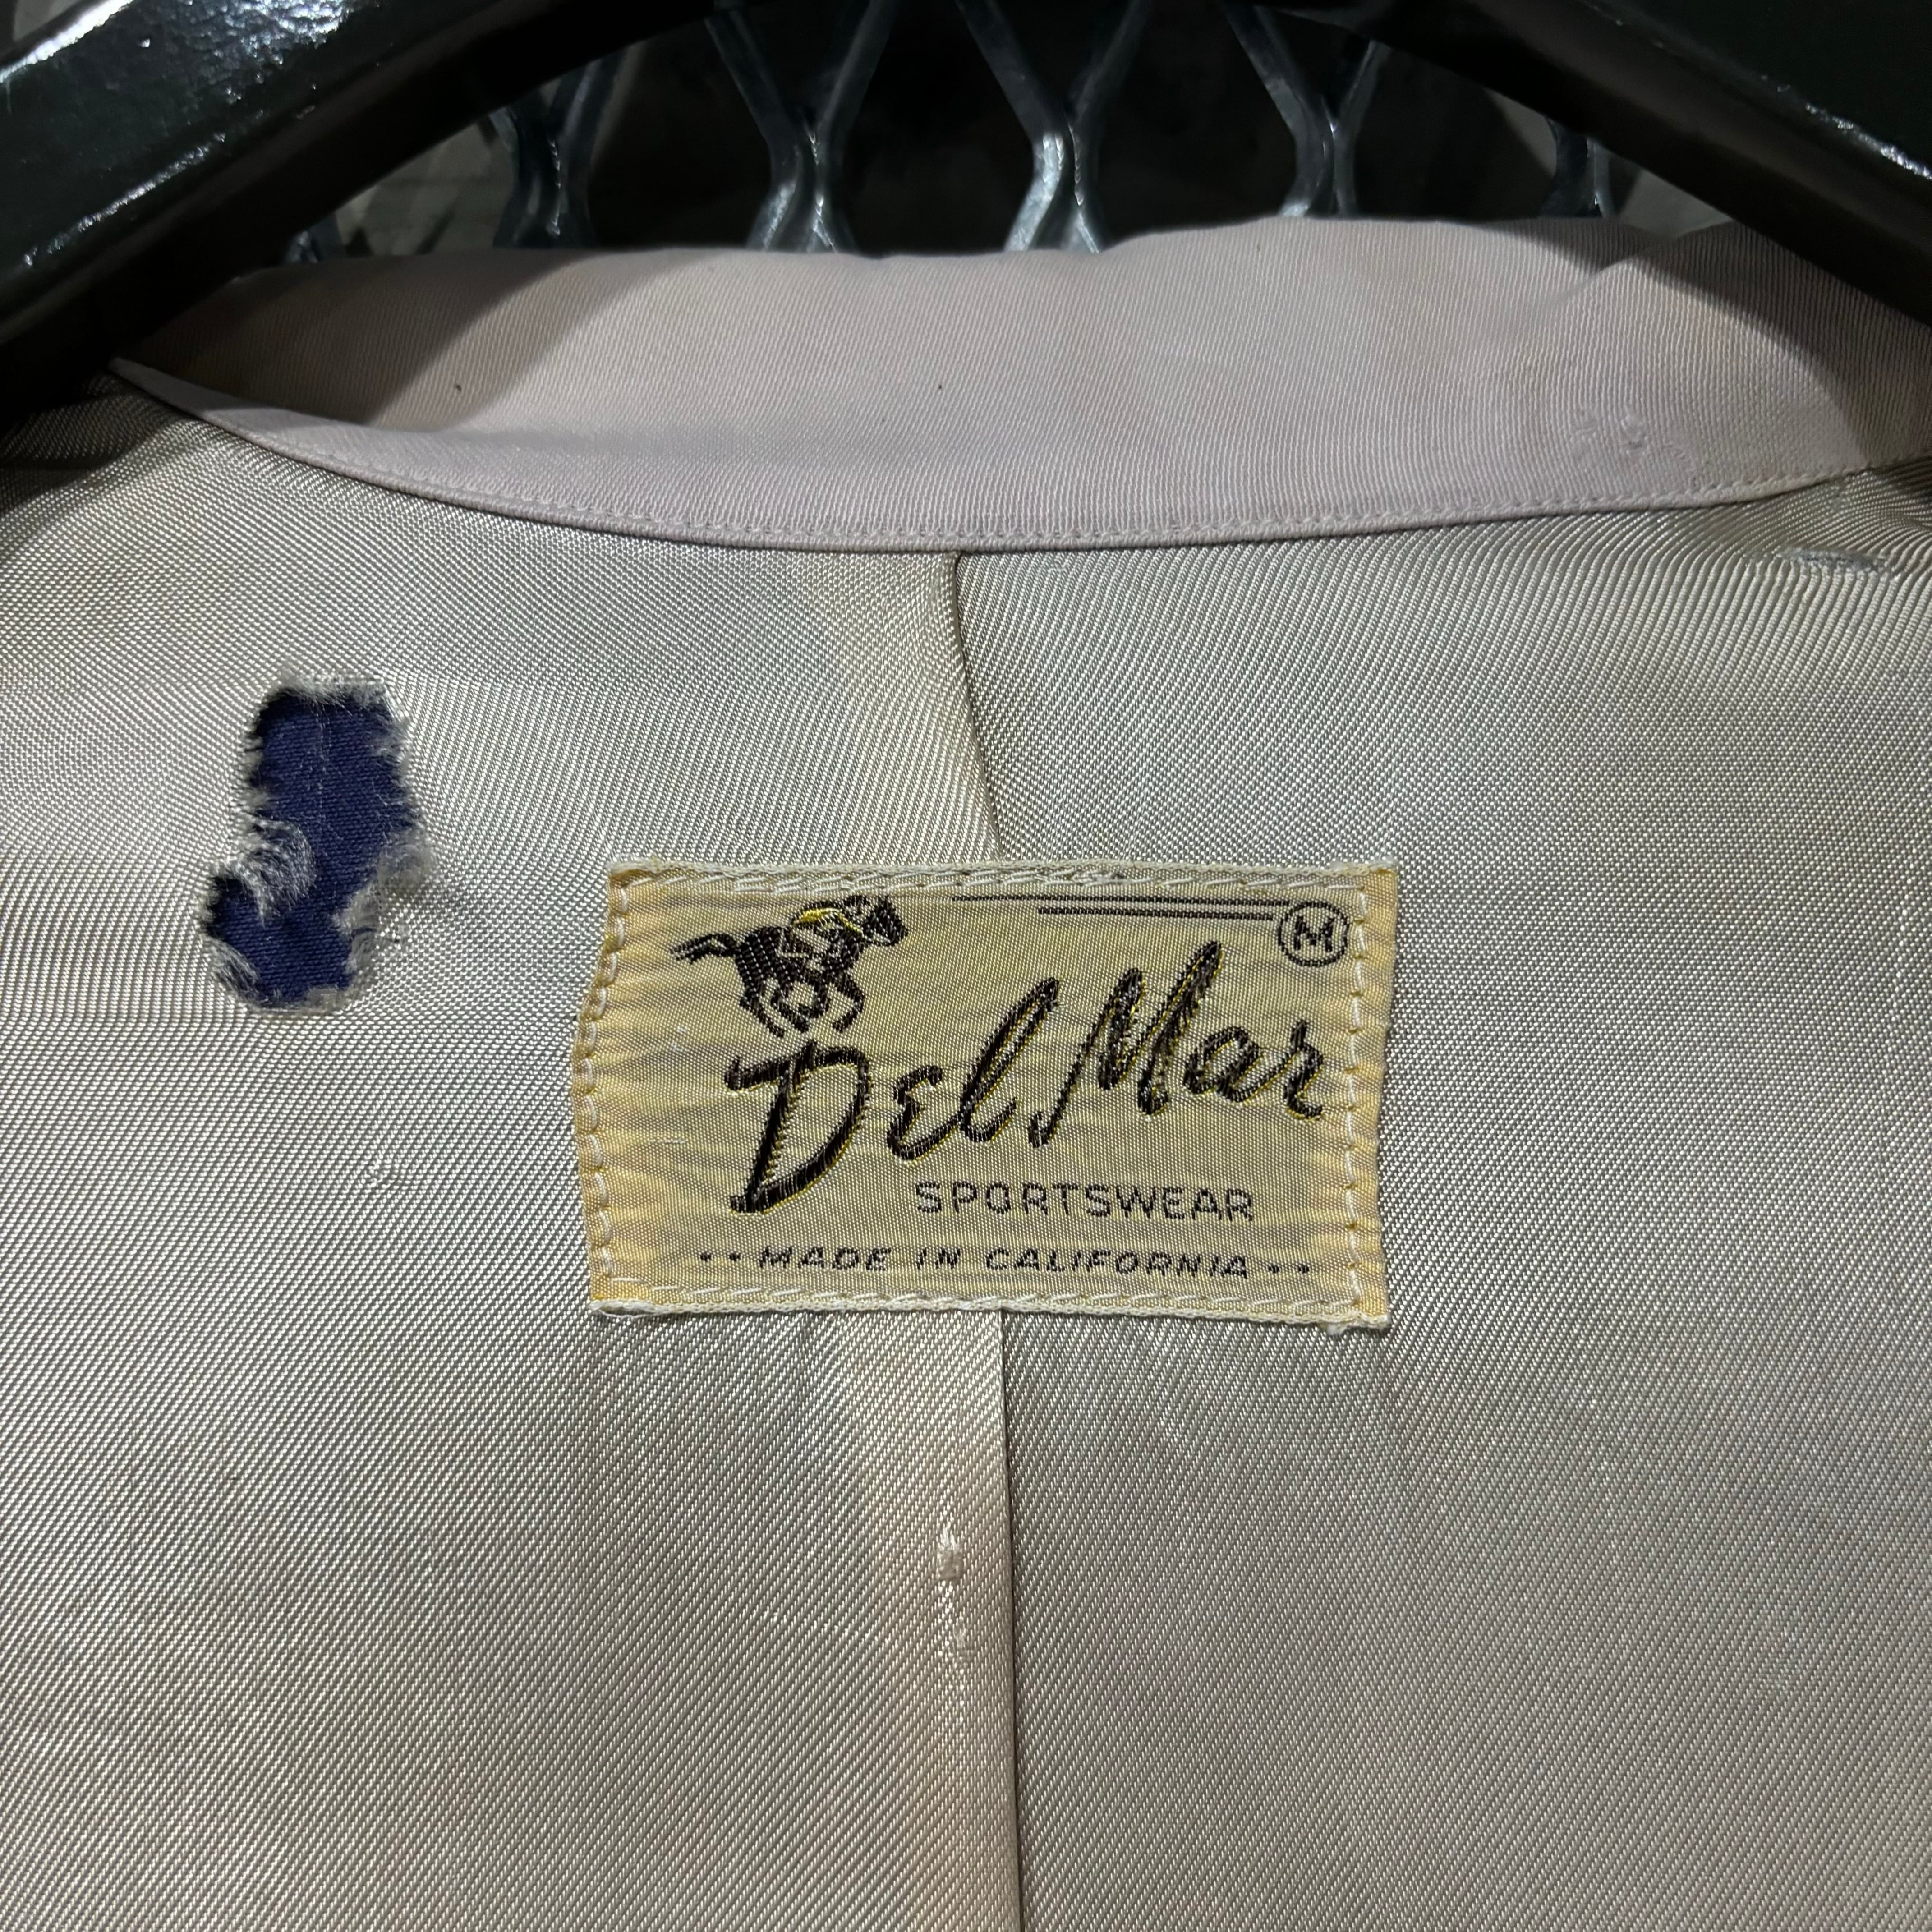 M
Del Mar
SPORTSWEAR
•• MADE IN CALIFORNIA ••